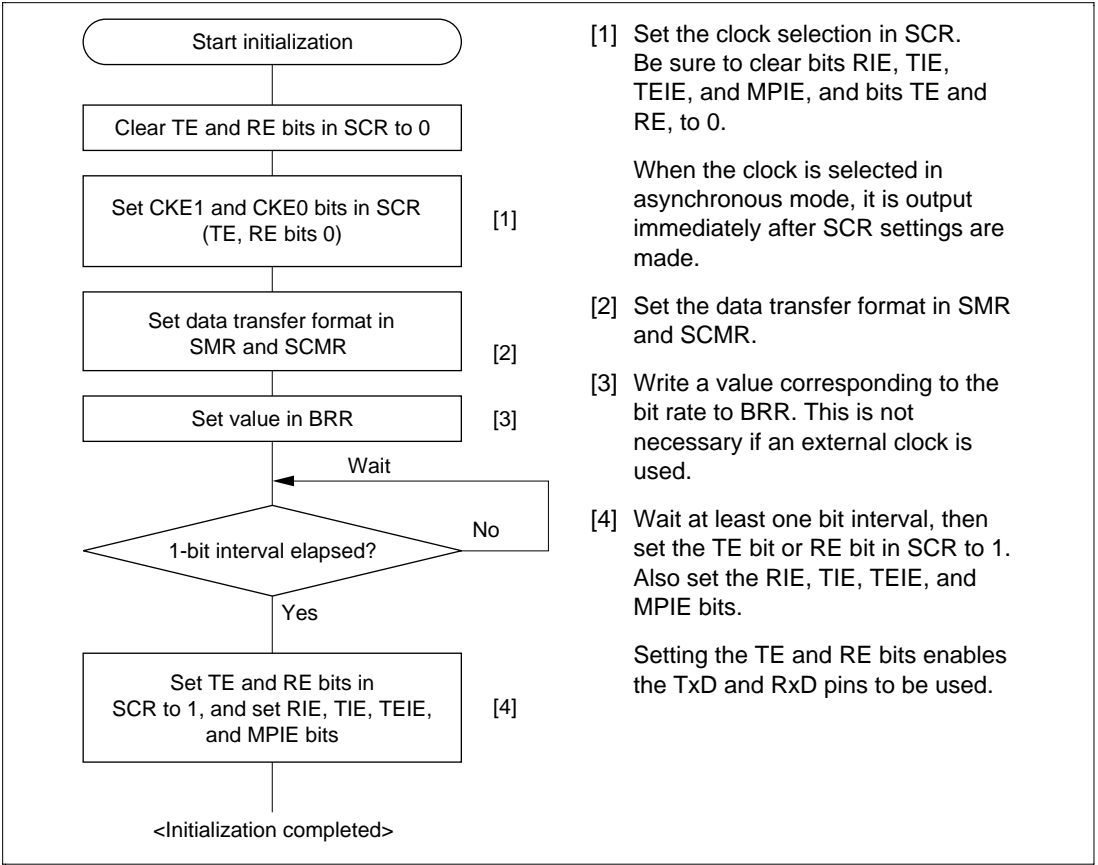 Start initialization
Clear TE and RE bits in SCR to 0
Set CKE1 and CKE0 bits in SCR
(TE, RE bits 0)
[1]
Set data transfer format in
SMR and SCMR
[2]
Set value in BRR
[3]
Wait
No
1-bit interval elapsed?
Yes
Set TE and RE bits in
SCR to 1, and set RIE, TIE, TEIE,
and MPIE bits
[4]
<Initialization completed>
[1] Set the clock selection in SCR.
Be sure to clear bits RIE, TIE,
TEIE, and MPIE, and bits TE and
RE, to 0.
When the clock is selected in
asynchronous mode, it is output
immediately after SCR settings are
made.
[2] Set the data transfer format in SMR
and SCMR.
[3] Write a value corresponding to the
bit rate to BRR. This is not
necessary if an external clock is
used.
[4] Wait at least one bit interval, then
set the TE bit or RE bit in SCR to 1.
Also set the RIE, TIE, TEIE, and
MPIE bits.
Setting the TE and RE bits enables
the TxD and RxD pins to be used.